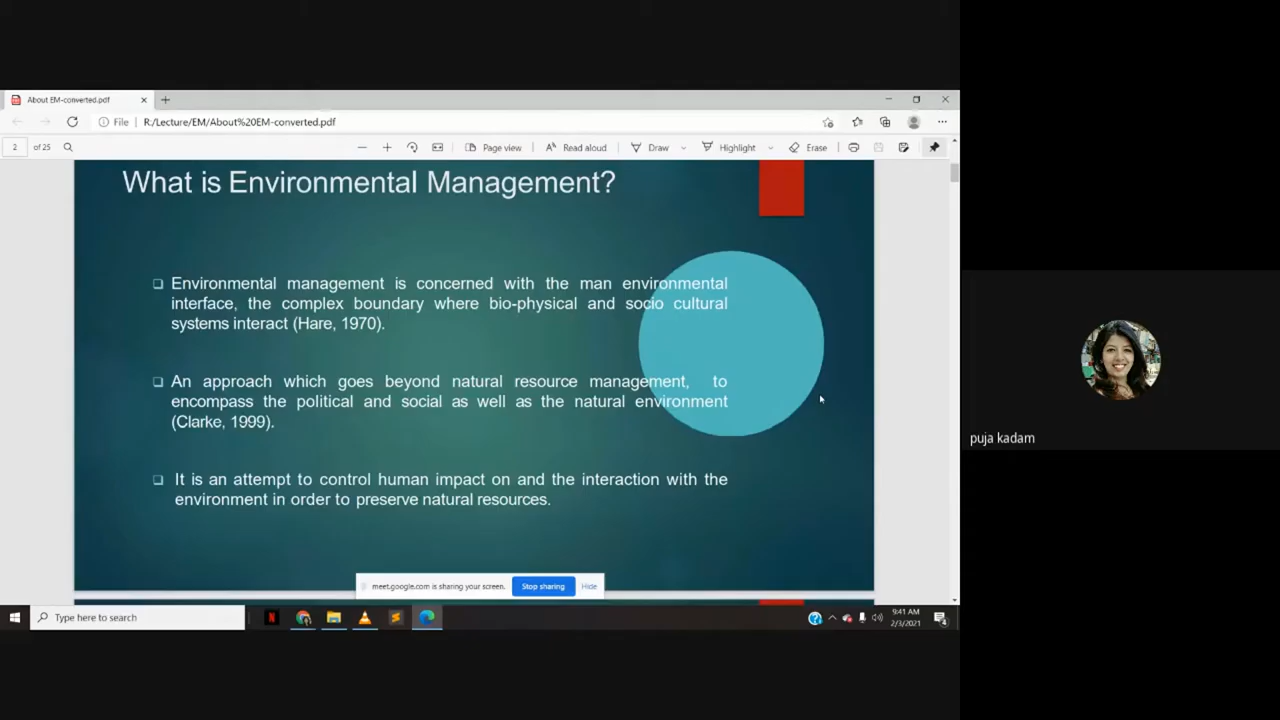 About EM-converted.pdf
File R:/Lecture/EM/About%20EM-converted.pdf
2 of 25 Page view Read aloud Draw Highlight Erase
What is Environmental Management?
Environmental management is concerned with the man environmental
interface, the complex boundary where bio-physical and socio cultural
systems interact (Hare, 1970).
An approach which goes beyond natural resource management, to
encompass the political and social as well as the natural environment
(Clarke, 1999).
It is an attempt to control human impact on and the interaction with the
environment in order to preserve natural resources.
puja kadam
meet.google.com is sharing your screen. Stop sharing Hide
Type here to search
9:41 AM
2/3/2021